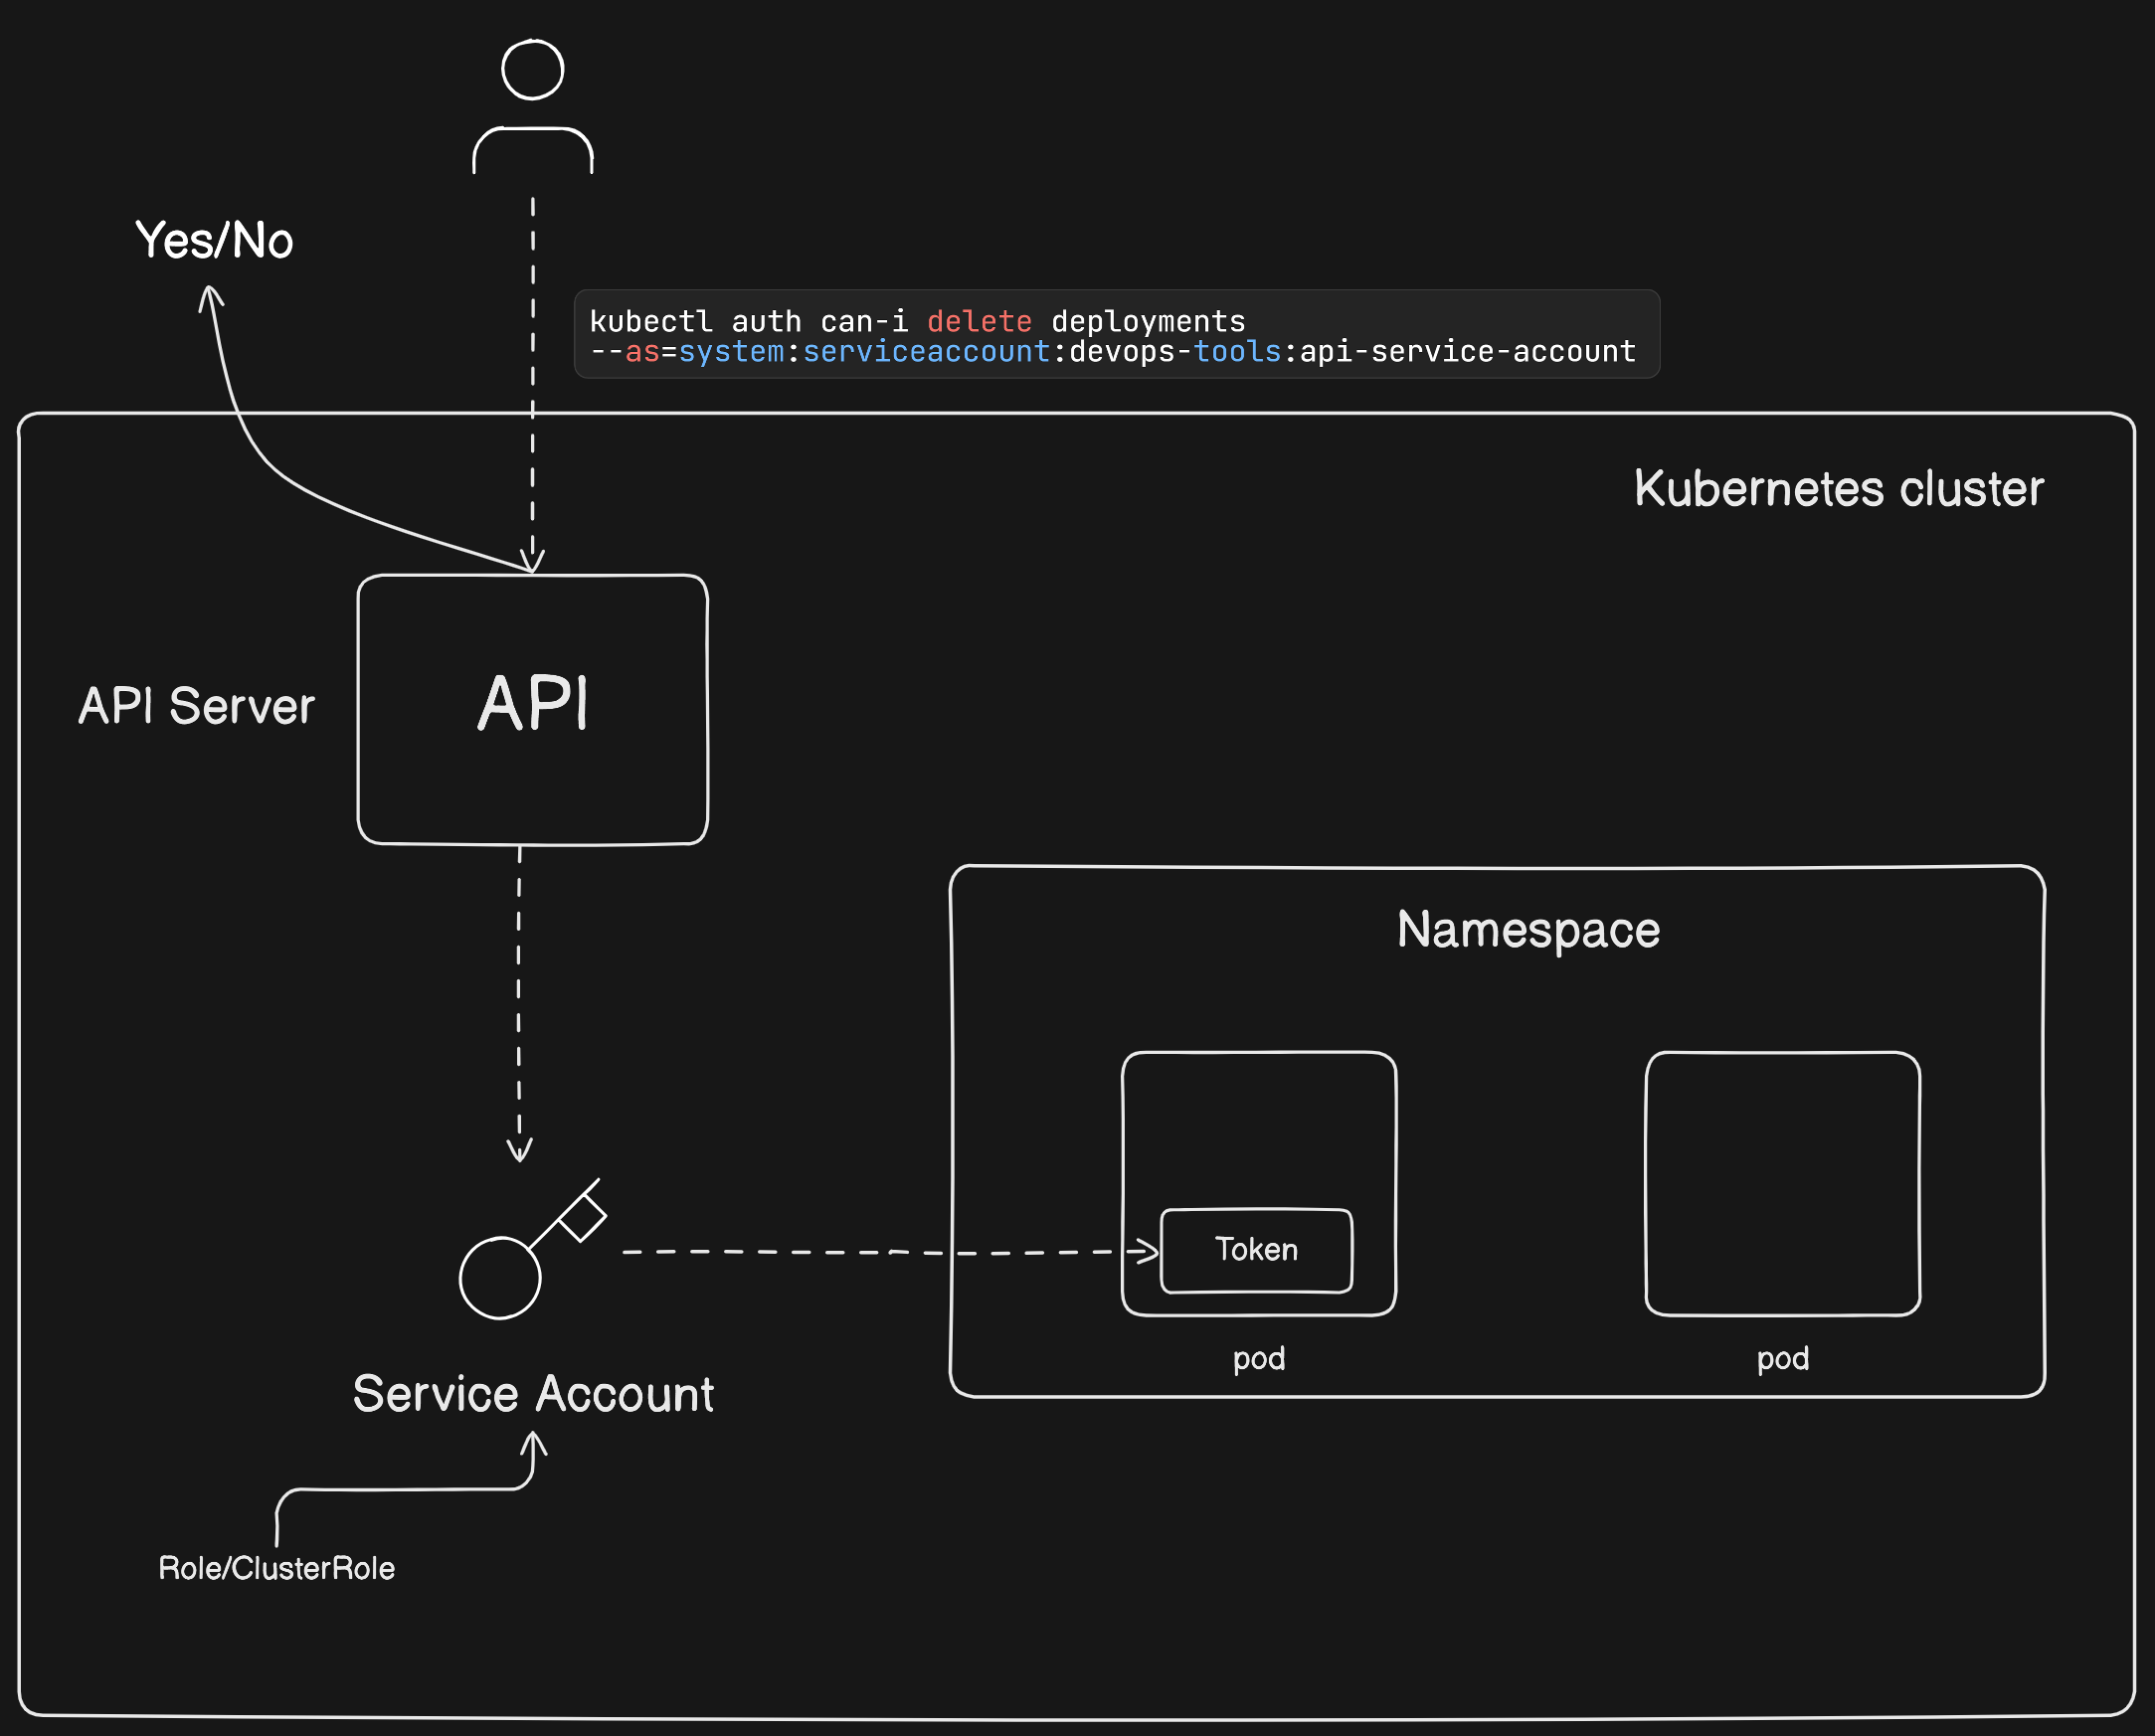 Yes/No
kubectl auth can-i delete deployments
--as=system:serviceaccount:devops-tools:api-service-account
Kubernetes cluster
API Server
API
Namespace
Token
pod
pod
Service Account
Role/ClusterRole